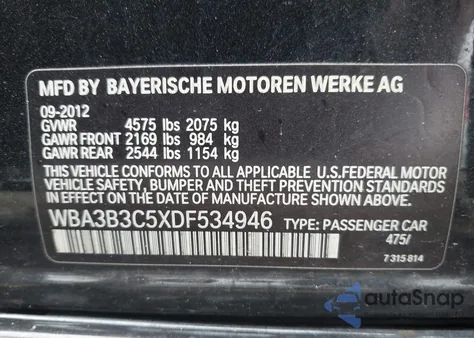 MFD BY BAYERISCHE MOTOREN WERKE AG
09-2012
GVWR 4575 lbs 2075 kg
GAWR FRONT 2169 lbs 984 kg
GAWR REAR 2544 lbs 1154 kg
THIS VEHICLE CONFORMS TO ALL APPLICABLE U.S.FEDERAL MOTOR
VEHICLE SAFETY, BUMPER AND THEFT PREVENTION STANDARDS
IN EFFECT ON THE DATE OF MANUFACTURE SHOWN ABOVE.
WBA3B3C5XDF534946 TYPE: PASSENGER CAR
475/
7 315 814
autoSnap